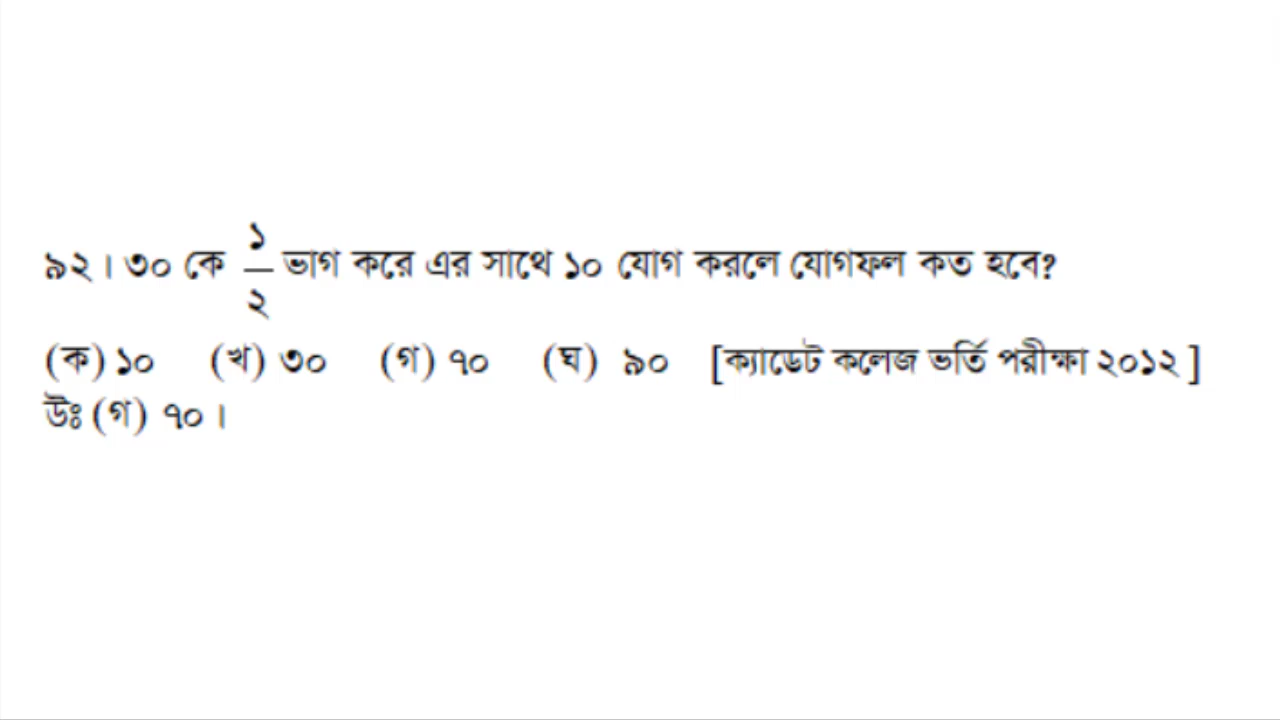 ৯২। ৩০ কে ১/২ ভাগ করে এর সাথে ১০ যোগ করলে যোগফল কত হবে?
(ক) ১০ (খ) ৩০ (গ) ৭০ (ঘ) ৯০ [ক্যাডেট কলেজ ভর্তি পরীক্ষা ২০১২]
উঃ (গ) ৭০।